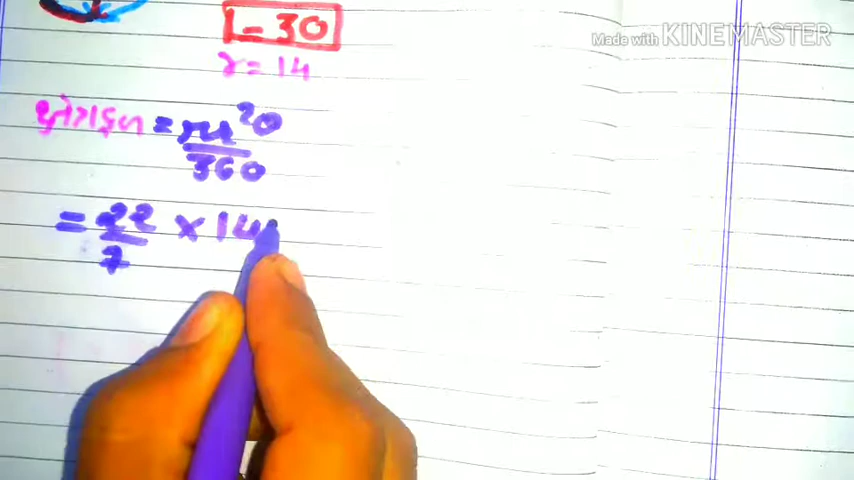 Made with KINEMASTER
l = 30
r = 14
ક્ષેત્રફળ = πr²θ
360
= 22 × 14
7